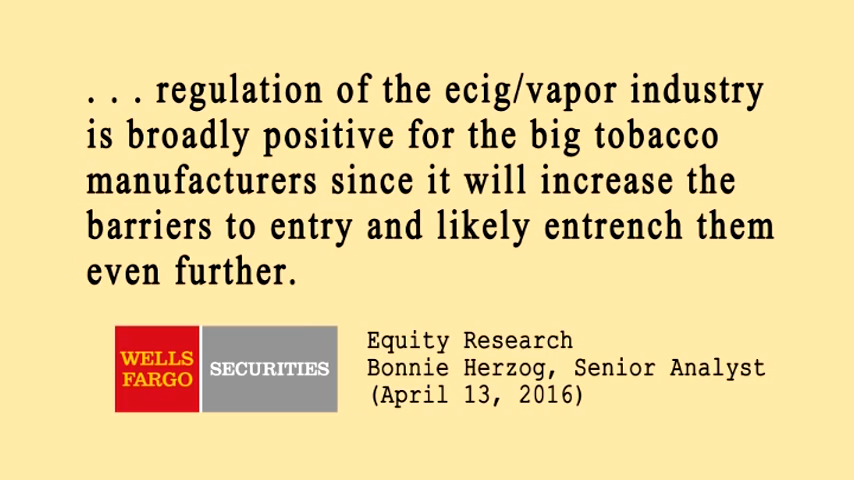 . . . regulation of the ecig/vapor industry
is broadly positive for the big tobacco
manufacturers since it will increase the
barriers to entry and likely entrench them
even further.
WELLS
FARGO
SECURITIES
Equity Research
Bonnie Herzog, Senior Analyst
(April 13, 2016)